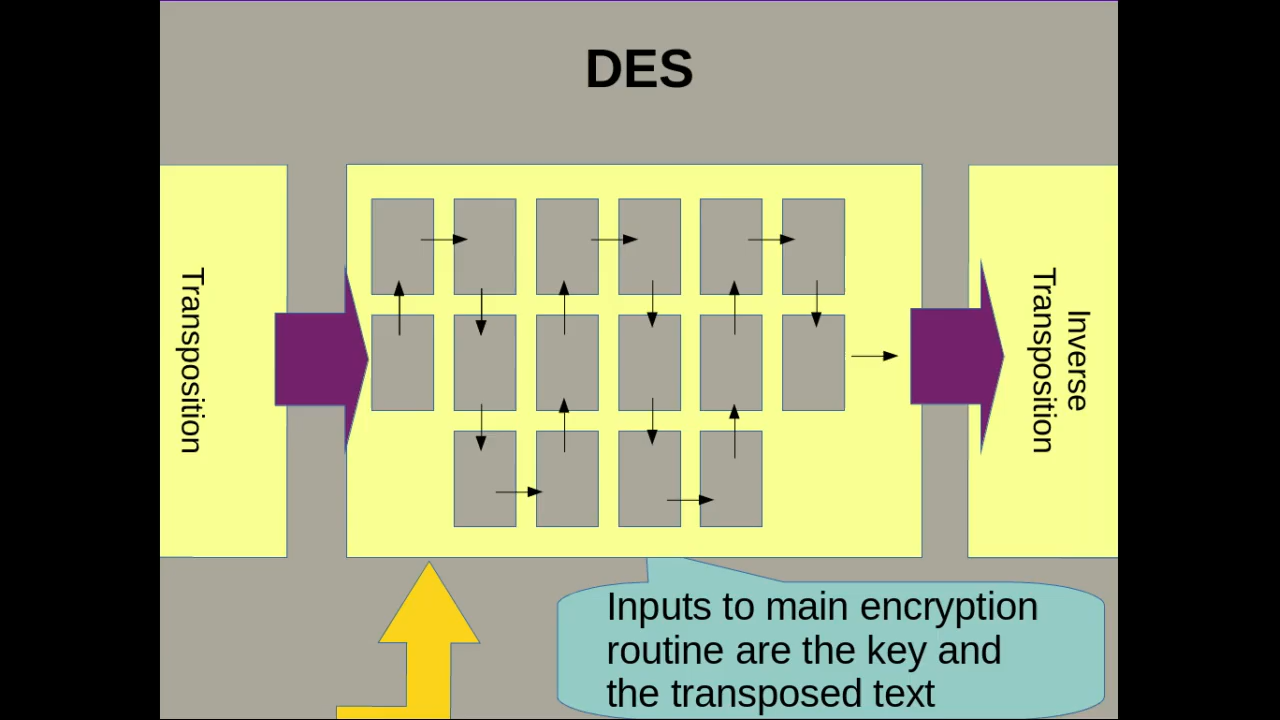 DES
Transposition
Inverse
Transposition
Inputs to main encryption
routine are the key and
the transposed text